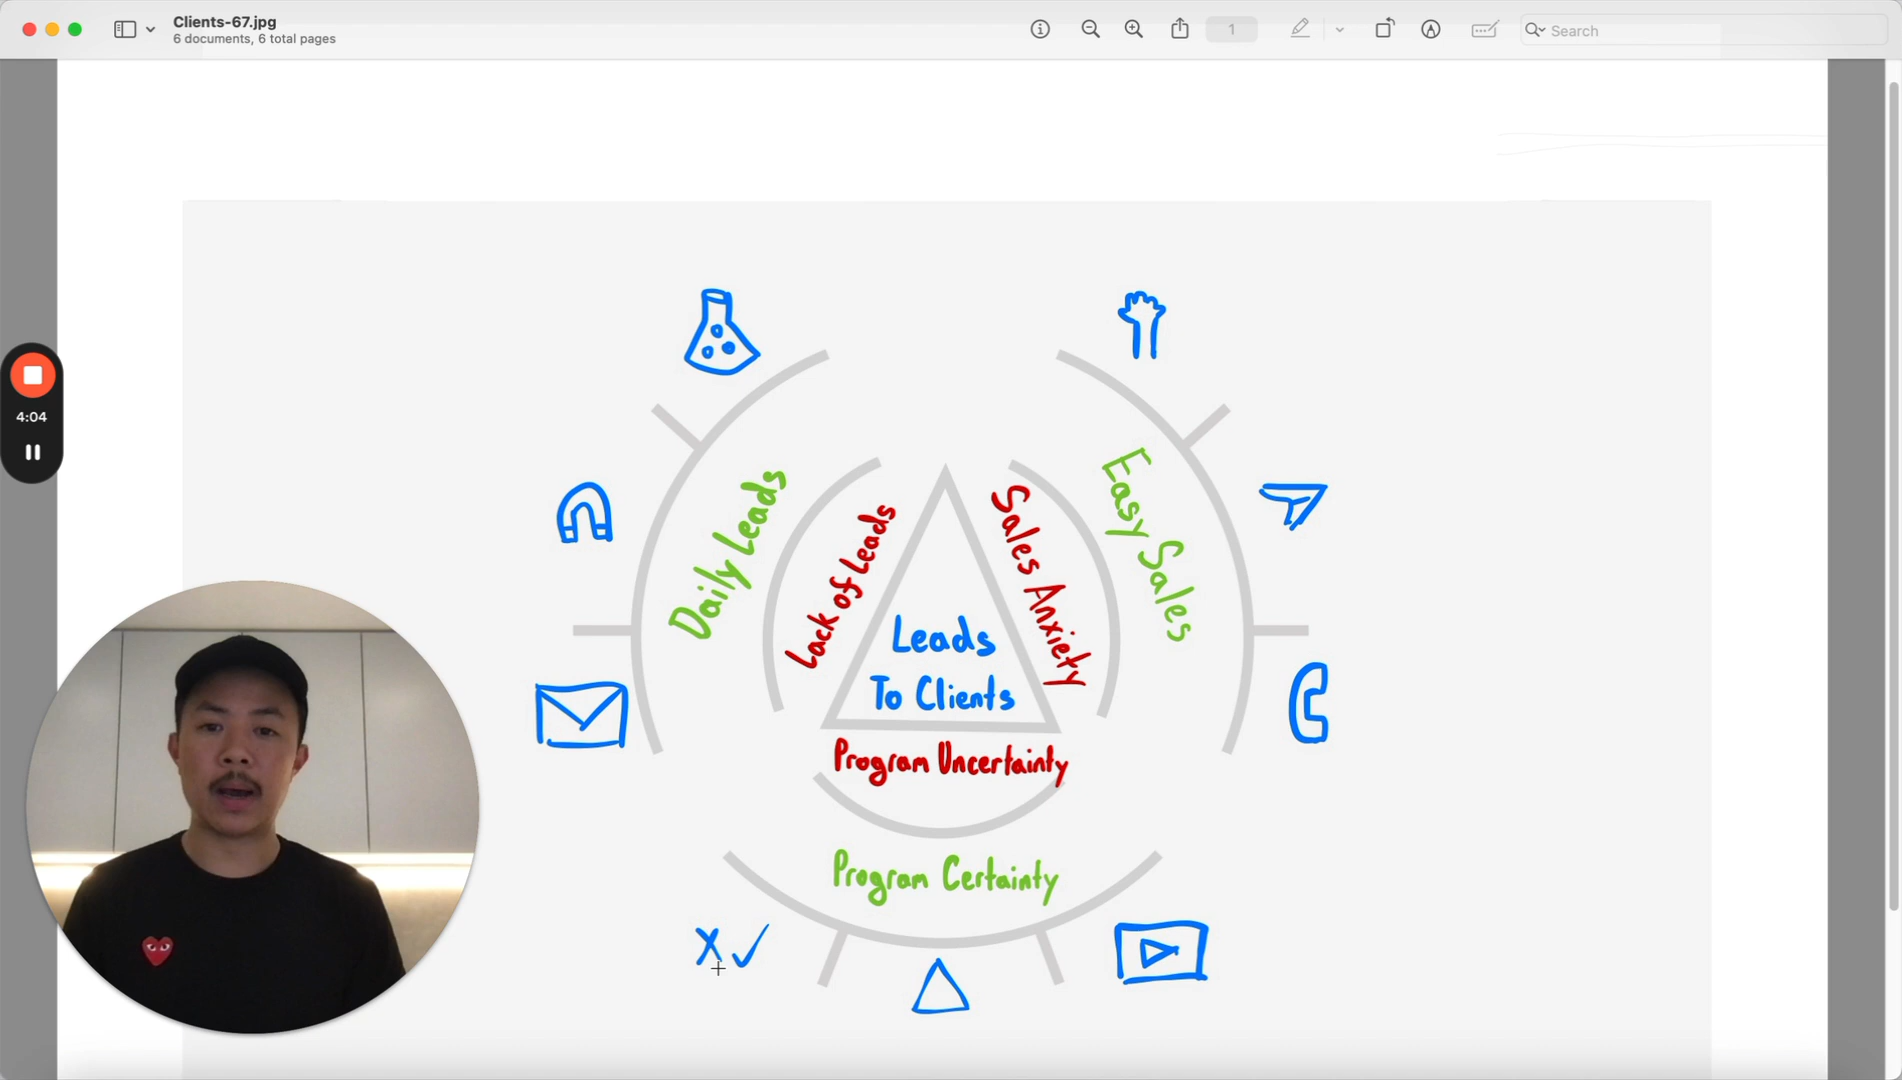 Clients-67.jpg
6 documents, 6 total pages
1
Search
4:04
Daily Leads
Lack of Leads
Sales Anxiety
Easy Sales
Leads
To Clients
Program Uncertainty
Program Certainty